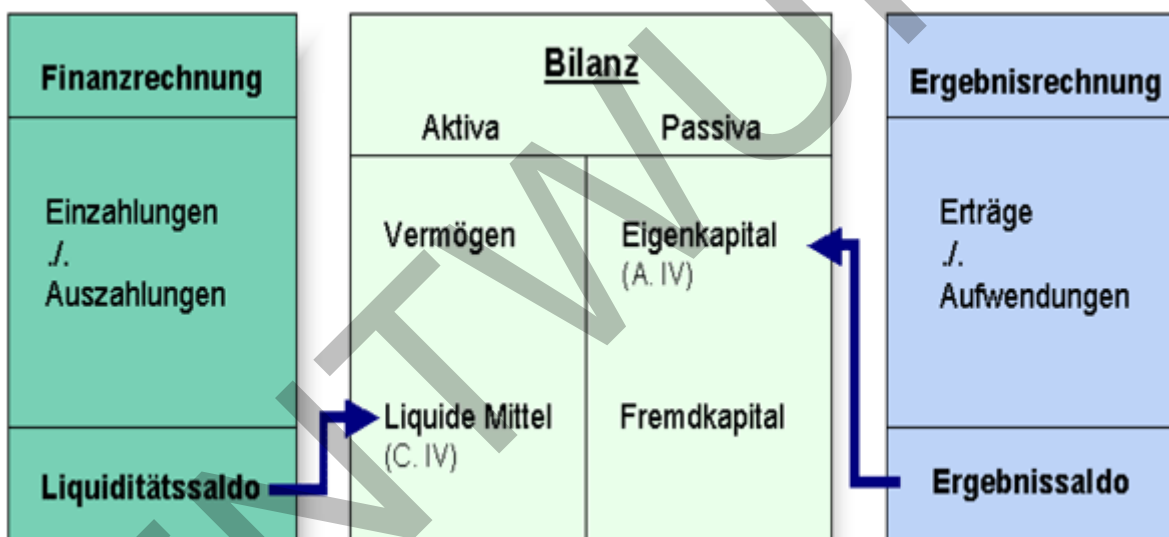 Finanzrechnung
Einzahlungen
./.
Auszahlungen
Liquiditätssaldo
Bilanz
Aktiva Passiva
Vermögen
Eigenkapital
(A. IV)
Liquide Mittel
(C. IV)
Fremdkapital
Ergebnisrechnung
Erträge
./.
Aufwendungen
Ergebnissaldo